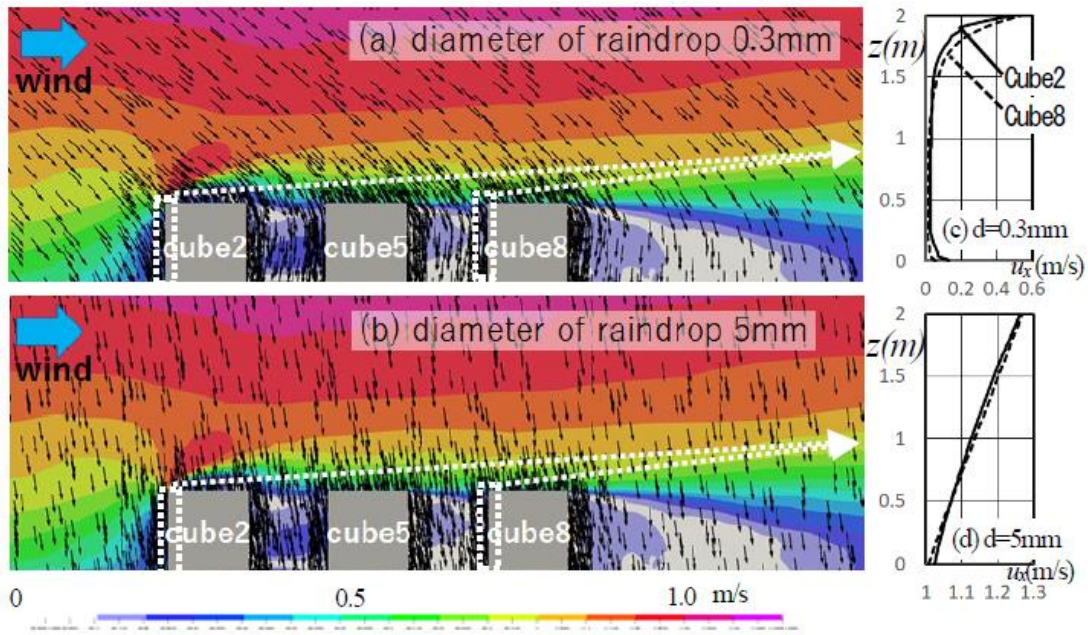 (a) diameter of raindrop 0.3mm
wind
cube2
cube5
cube8
2
z(m)
1.5
Cube2
Cube8
1
0.5
(c) d=0.3mm
0
uₓ(m/s)
0 0.2 0.4 0.6
(b) diameter of raindrop 5mm
wind
cube2
cube5
cube8
2
z(m)
1.5
1
0.5
(d) d=5mm
0
uₓ(m/s)
1 1.1 1.2 1.3
0 0.5 1.0 m/s